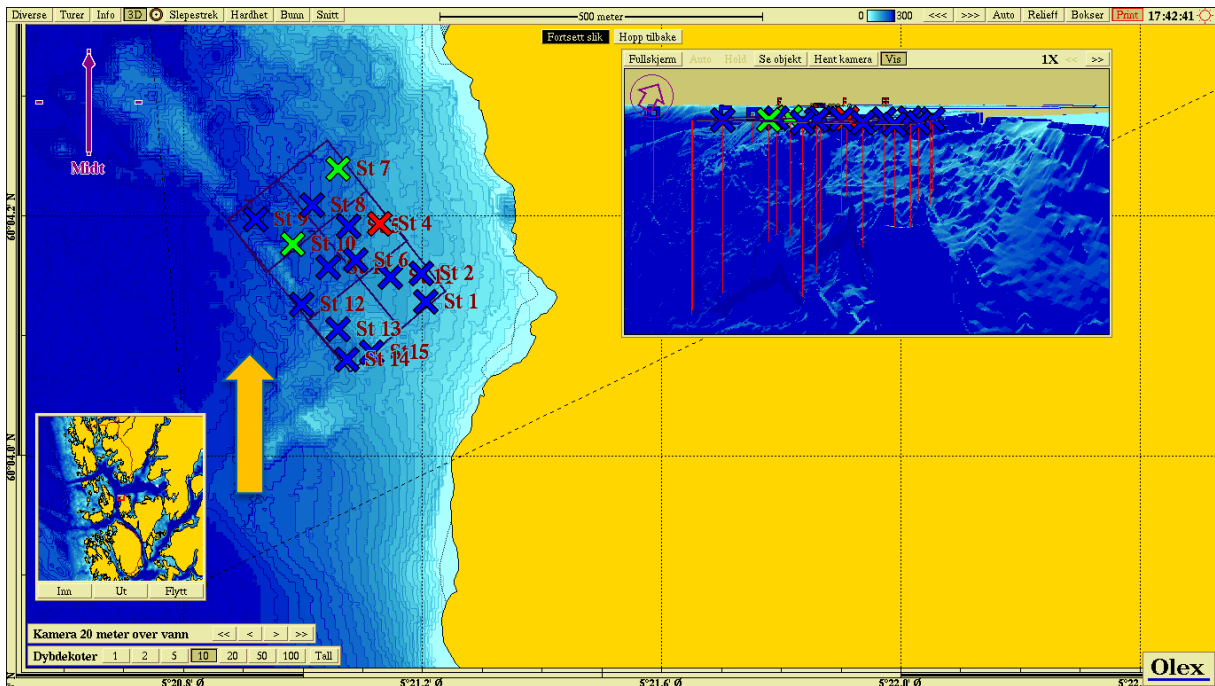 Diverse Turer Info 3D Slepestrek Hardhet Bunn Snitt 500 meter 0 300 <<< >>> Auto Relieff Bokser Print 17:42:41
Fortsett slik Hopp tilbake
Fullskjerm Auto Hold Se objekt Hent kamera Vis 1X << >>
Midt
St 7
60°04.2' N
St 8
St 9
St 4
St 10
St 6
St 2
St 12
St 1
St 13
St 15
St 14
60°04.0' N
Inn Ut Flytt
Kamera 20 meter over vann << < > >>
Dybdekoter 1 2 5 10 20 50 100 Tall
Olex
5°20.8' Ø 5°21.2' Ø 5°21.6' Ø 5°22.0' Ø